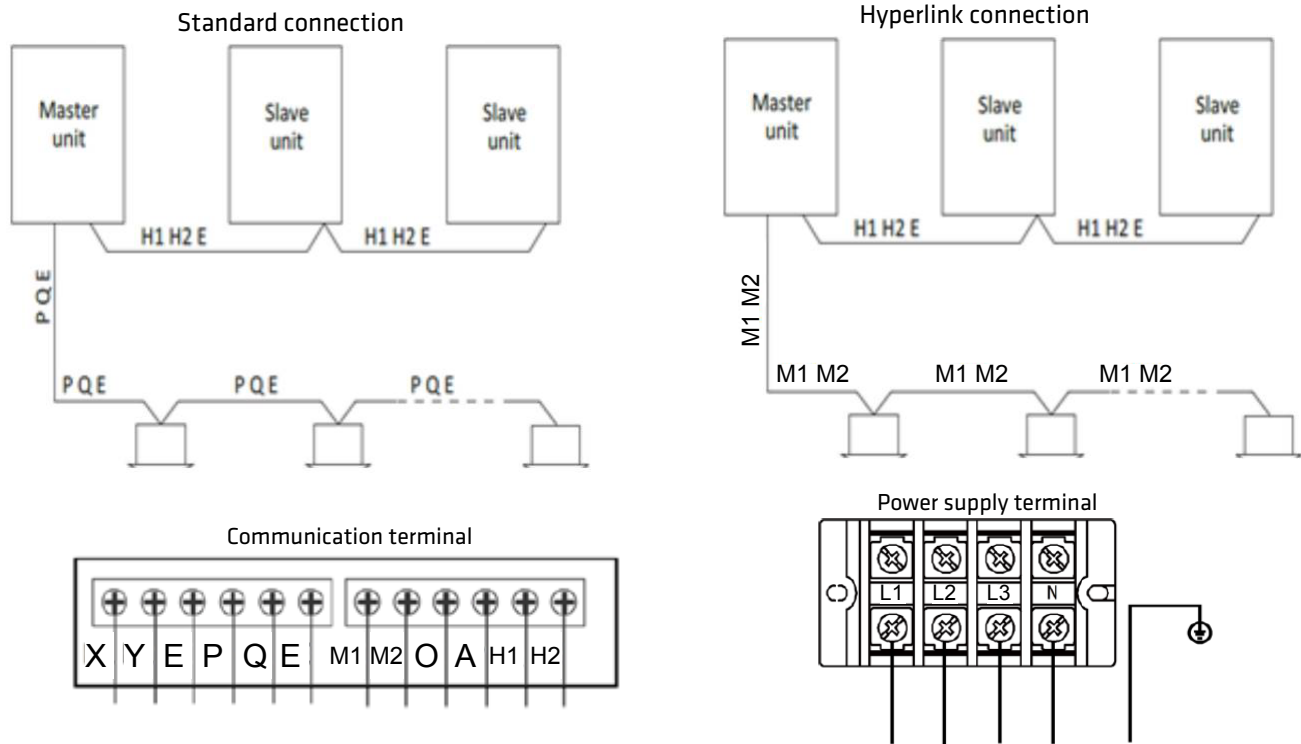 Standard connection
Master
unit
Slave
unit
Slave
unit
H1 H2 E
H1 H2 E
P Q E
P Q E
P Q E
P Q E
Hyperlink connection
Master
unit
Slave
unit
Slave
unit
H1 H2 E
H1 H2 E
M1 M2
M1 M2
M1 M2
M1 M2
Communication terminal
X Y E P Q E M1 M2 O A H1 H2
Power supply terminal
L1 L2 L3 N